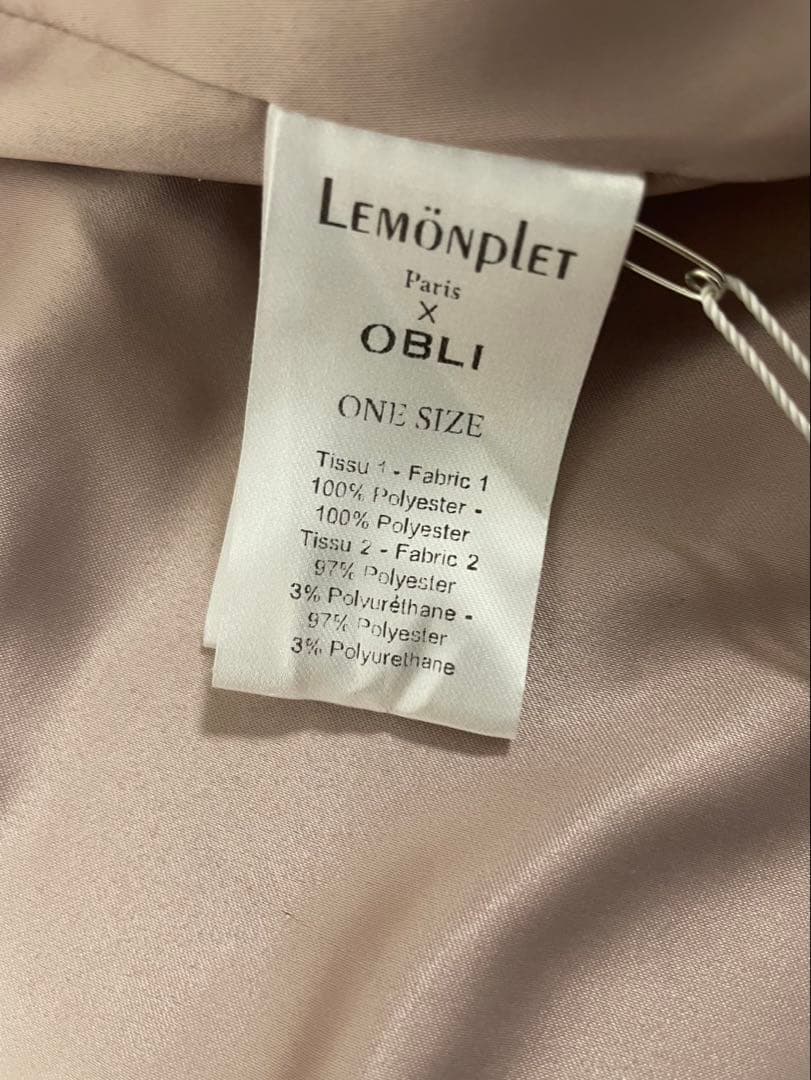 LEMÖNPLET
Paris
X
OBLI
ONE SIZE
Tissu 1 - Fabric 1
100% Polyester -
100% Polyester
Tissu 2 - Fabric 2
97% Polyester
3% Polyuréthane -
97% Polyester
3% Polyurethane